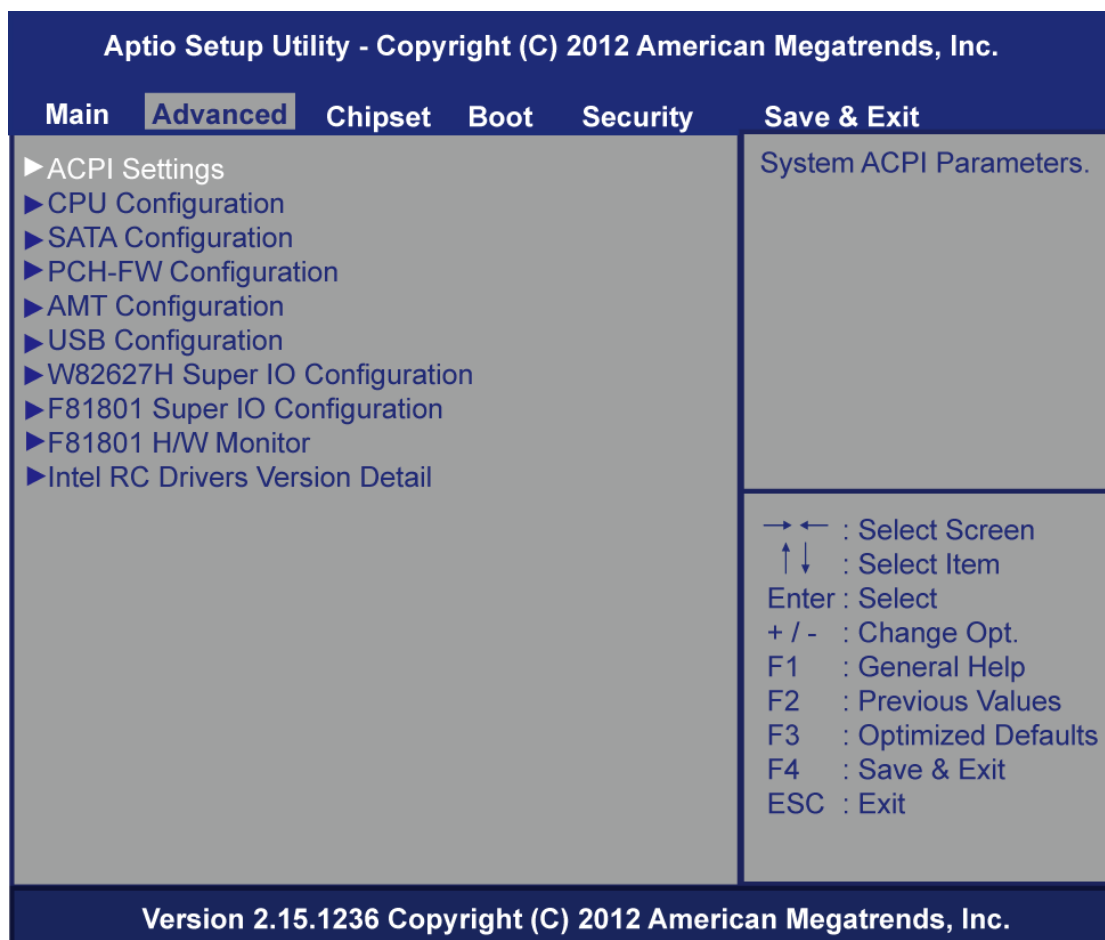 Aptio Setup Utility - Copyright (C) 2012 American Megatrends, Inc.
Main Advanced Chipset Boot Security Save & Exit
►ACPI Settings
►CPU Configuration
►SATA Configuration
►PCH-FW Configuration
►AMT Configuration
►USB Configuration
►W82627H Super IO Configuration
►F81801 Super IO Configuration
►F81801 H/W Monitor
►Intel RC Drivers Version Detail
System ACPI Parameters.
→ ← : Select Screen
↑ ↓ : Select Item
Enter : Select
+ / - : Change Opt.
F1 : General Help
F2 : Previous Values
F3 : Optimized Defaults
F4 : Save & Exit
ESC : Exit
Version 2.15.1236 Copyright (C) 2012 American Megatrends, Inc.